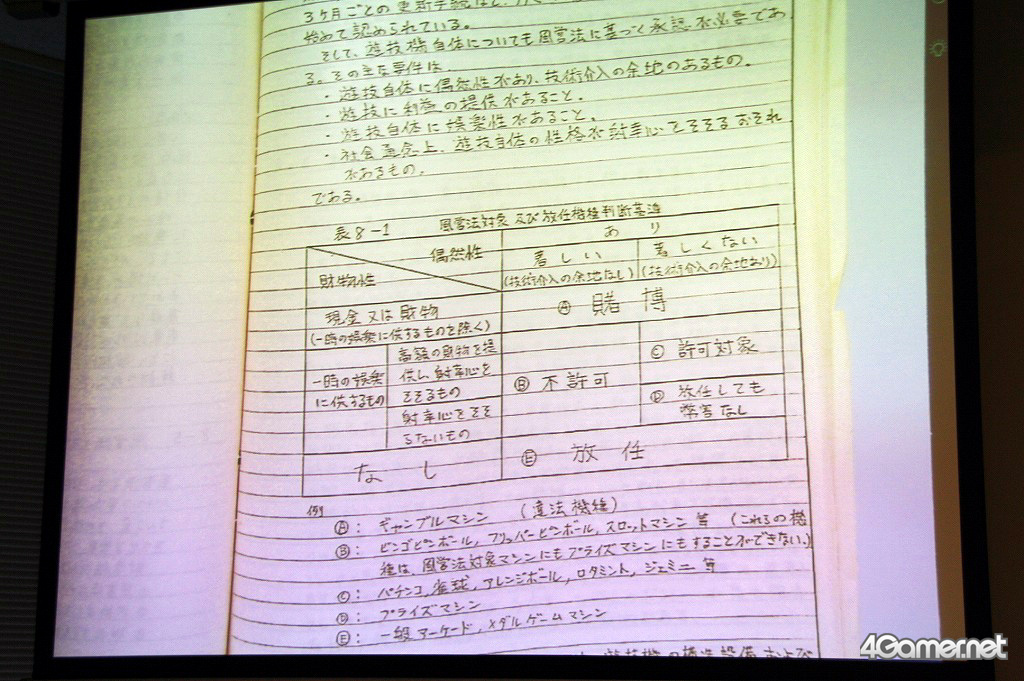 3ヶ月ごとの更新手続
始めて認められている。
そして、遊技機自体についても風営法に基づく承認が必要であ
る。その主な要件は
・遊技自体に偶然性があり、技術介入の余地のあるもの。
・遊技に利益の提供があること。
・遊技自体に娯楽性があること。
・社会通念上、遊技自体の性格が射幸心をそそるおそれ
があるもの。
である。
表8-1 風営法対象及び放任機種判断基準
偶然性
財物性
あり
著しい
(技術介入の余地なし)
著しくない
(技術介入の余地あり)
現金又は財物
(一時の娯楽に供するものを除く)
Ⓐ 賭博
一時の娯楽
に供するもの
高額の財物を提
供し、射幸心を
そそるもの
射幸心をそそ
らないもの
Ⓑ 不許可
Ⓒ 許可対象
Ⓓ 放任しても
障害なし
なし
Ⓔ 放任
例
Ⓐ: ギャンブルマシン (違法機種)
Ⓑ: ビンゴピンボール, フリッパーピンボール, スロットマシン等 (これらの機
種は、風営法対象マシンにもプライズマシンにもすることができない。)
Ⓒ: パチンコ, 雀球, アレンジボール, ロタミント, ジェミニ等
Ⓓ: プライズマシン
Ⓔ: 一般アーケード, メダルゲームマシン
遊技機の構造設備および
4Gamer.net